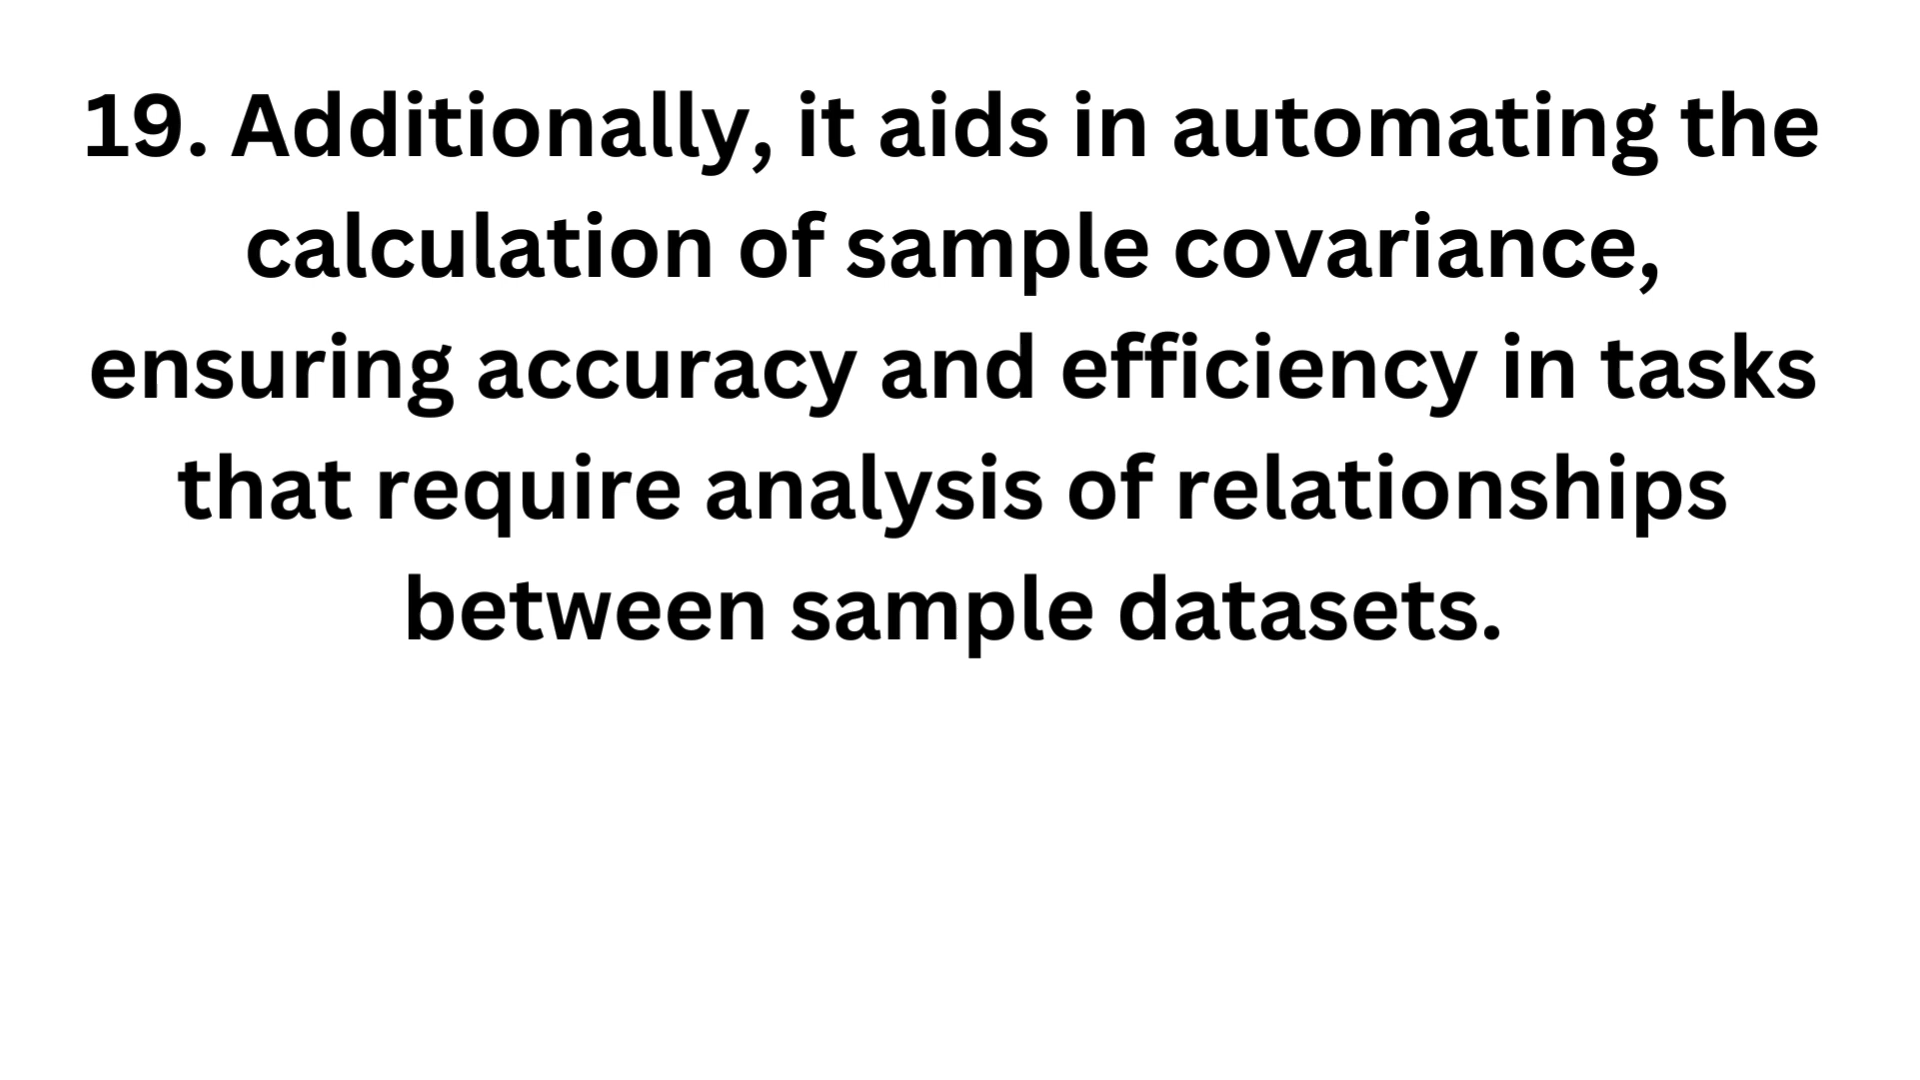 19. Additionally, it aids in automating the
calculation of sample covariance,
ensuring accuracy and efficiency in tasks
that require analysis of relationships
between sample datasets.